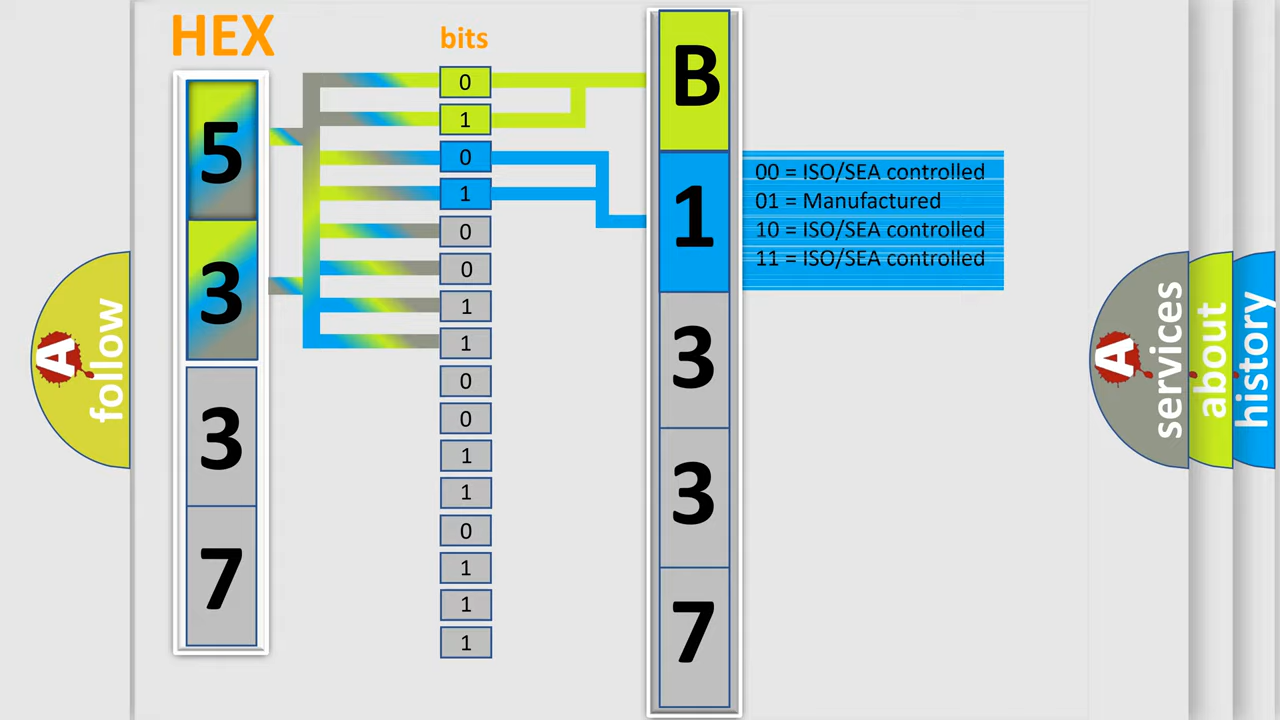 HEX
bits
5
3
3
7
0
1
0
1
0
0
1
1
0
0
1
1
0
1
1
1
B
1
3
3
7
00 = ISO/SEA controlled
01 = Manufactured
10 = ISO/SEA controlled
11 = ISO/SEA controlled
A
follow
A
services
about
history